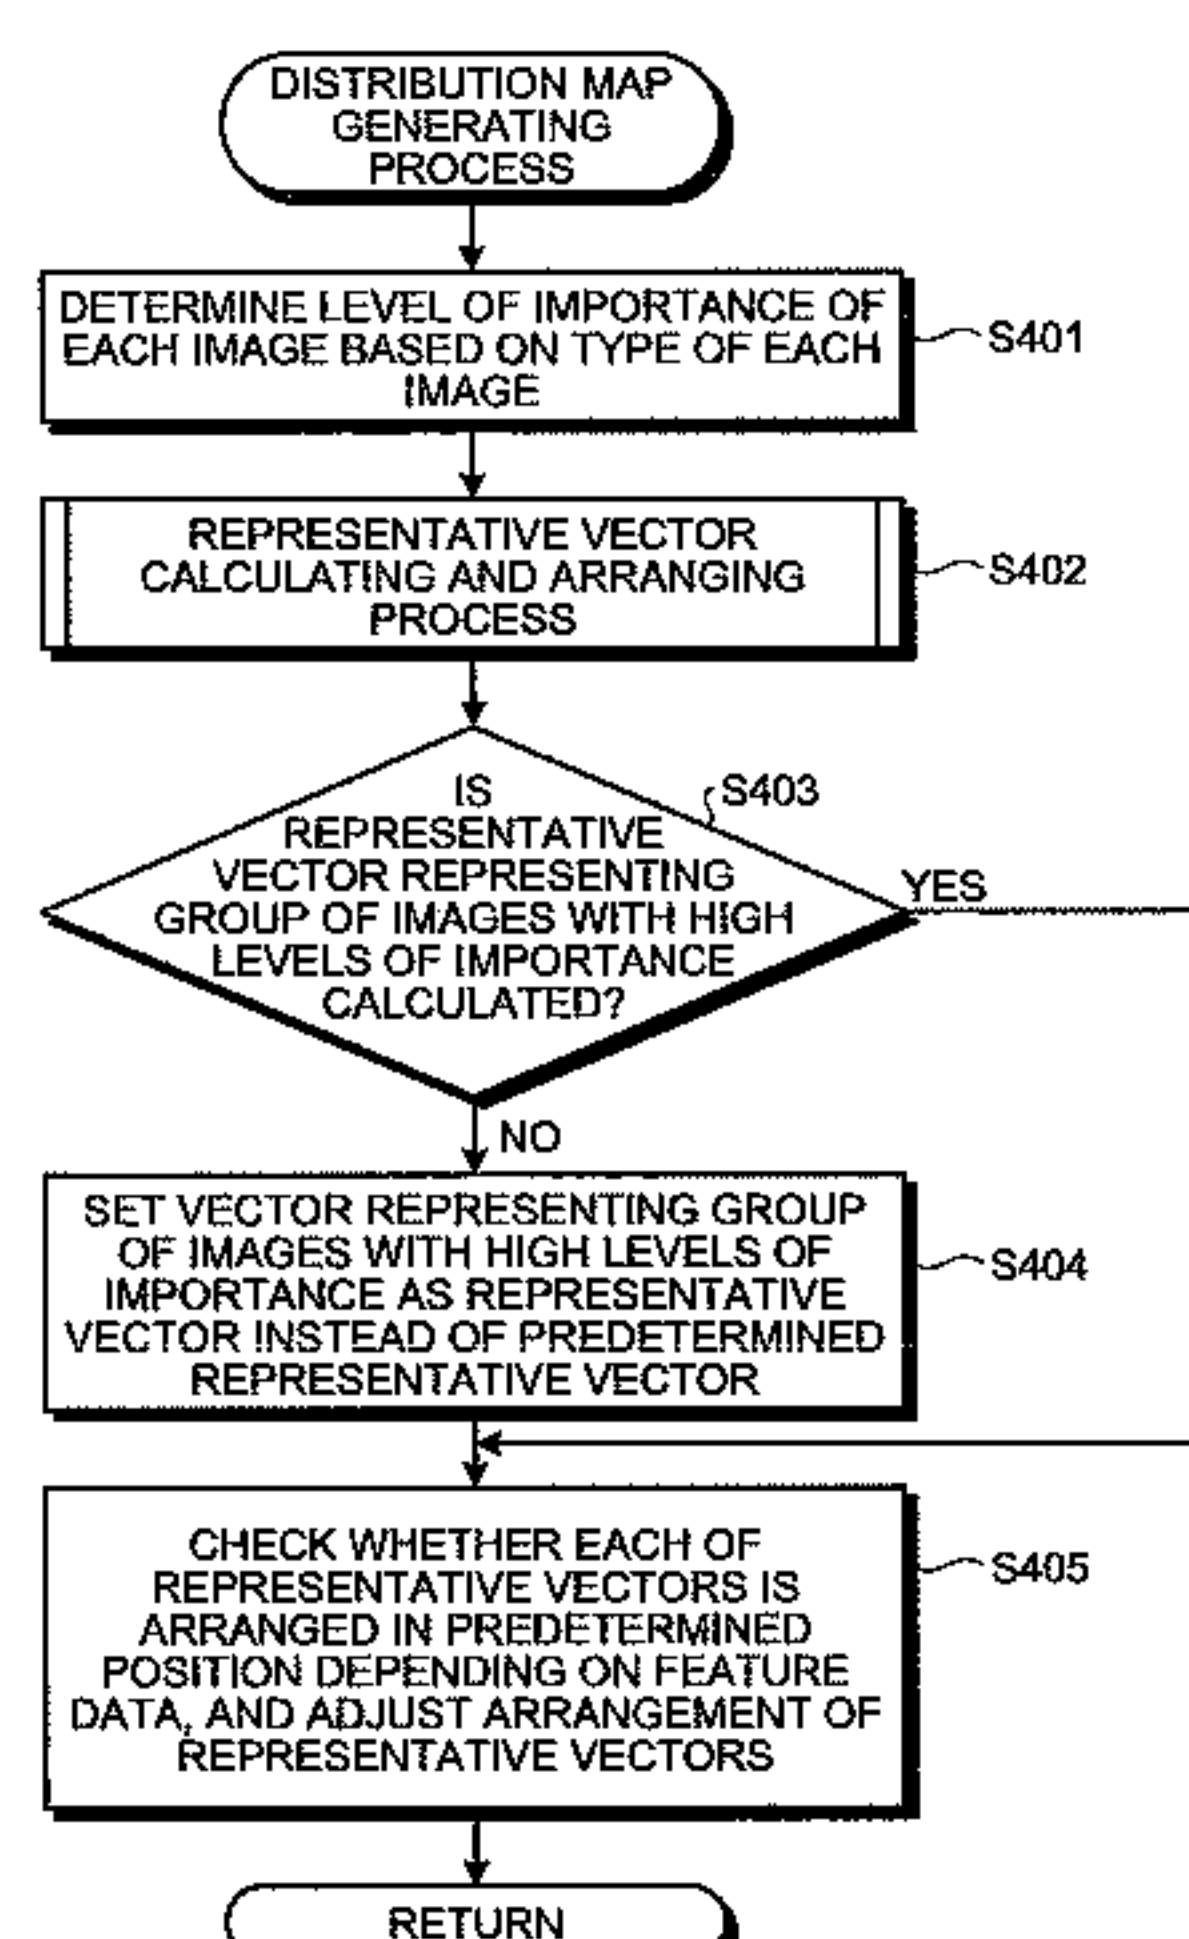 DISTRIBUTION MAP
GENERATING
PROCESS
DETERMINE LEVEL OF IMPORTANCE OF
EACH IMAGE BASED ON TYPE OF EACH
IMAGE
S401
REPRESENTATIVE VECTOR
CALCULATING AND ARRANGING
PROCESS
S402
IS
REPRESENTATIVE
VECTOR REPRESENTING
GROUP OF IMAGES WITH HIGH
LEVELS OF IMPORTANCE
CALCULATED?
S403
YES
NO
SET VECTOR REPRESENTING GROUP
OF IMAGES WITH HIGH LEVELS OF
IMPORTANCE AS REPRESENTATIVE
VECTOR INSTEAD OF PREDETERMINED
REPRESENTATIVE VECTOR
S404
CHECK WHETHER EACH OF
REPRESENTATIVE VECTORS IS
ARRANGED IN PREDETERMINED
POSITION DEPENDING ON FEATURE
DATA, AND ADJUST ARRANGEMENT OF
REPRESENTATIVE VECTORS
S405
RETURN